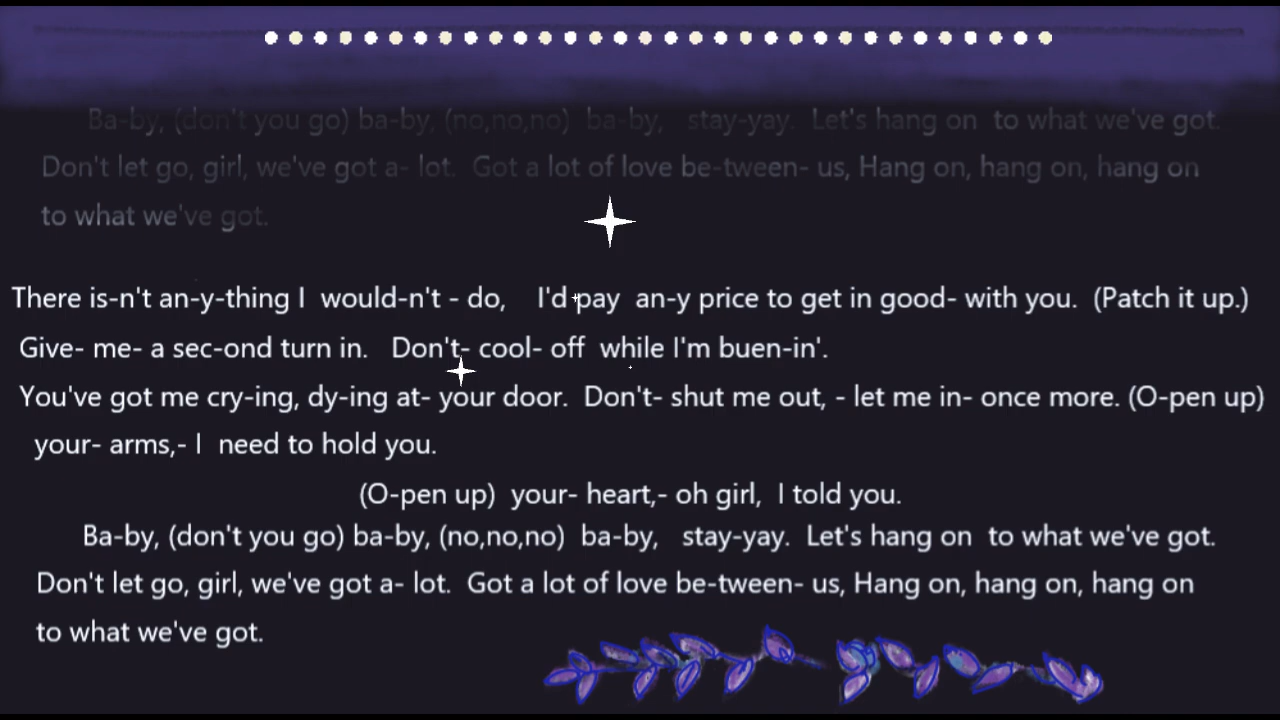 Ba-by, (don't you go) ba-by, (no,no,no) ba-by, stay-yay. Let's hang on to what we've got.
Don't let go, girl, we've got a- lot. Got a lot of love be-tween- us, Hang on, hang on, hang on
to what we've got.
There is-n't an-y-thing I would-n't - do, I'd pay an-y price to get in good- with you. (Patch it up.)
Give- me- a sec-ond turn in. Don't- cool- off while I'm buen-in'.
You've got me cry-ing, dy-ing at- your door. Don't- shut me out, - let me in- once more. (O-pen up)
your- arms,- I need to hold you.
(O-pen up) your- heart,- oh girl, I told you.
Ba-by, (don't you go) ba-by, (no,no,no) ba-by, stay-yay. Let's hang on to what we've got.
Don't let go, girl, we've got a- lot. Got a lot of love be-tween- us, Hang on, hang on, hang on
to what we've got.